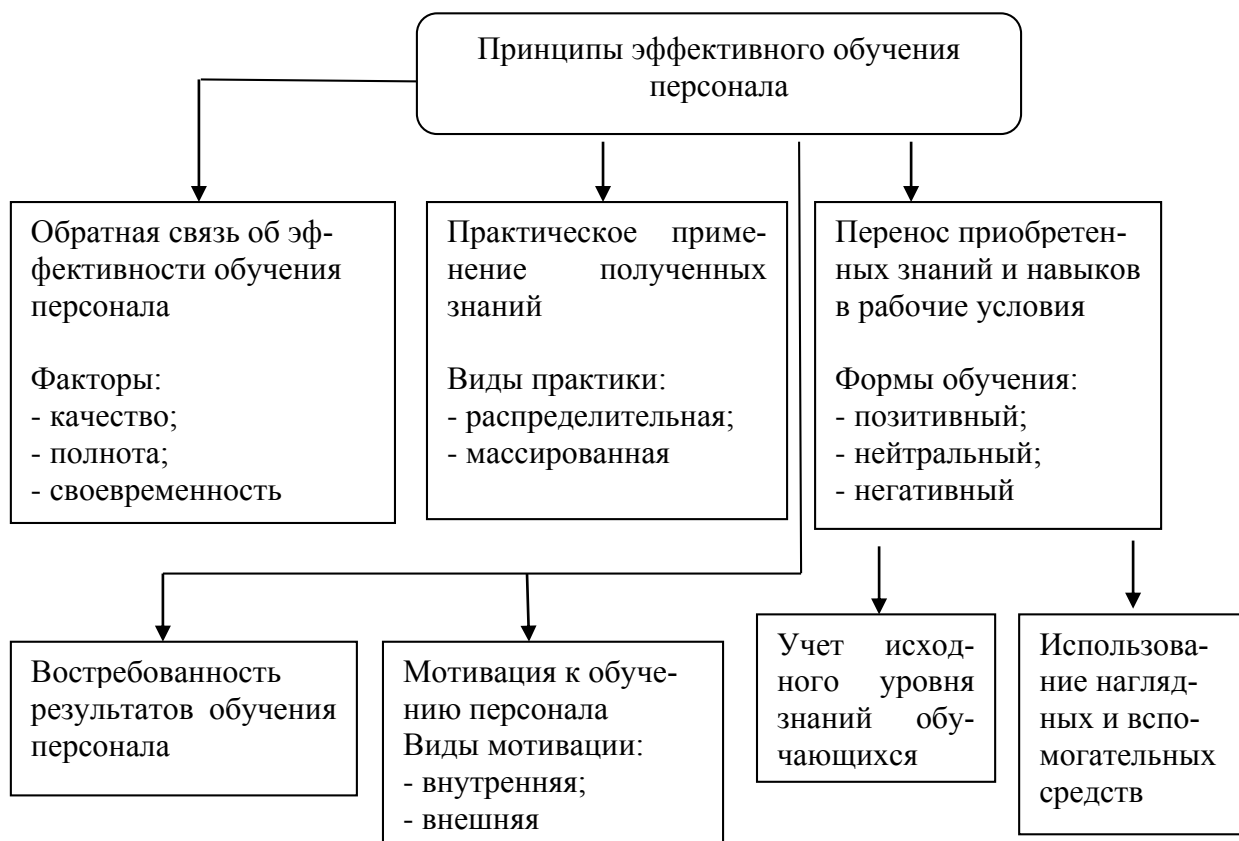 Принципы эффективного обучения
персонала
Обратная связь об эф-
фективности обучения
персонала
Факторы:
- качество;
- полнота;
- своевременность
Практическое приме-
нение полученных
знаний
Виды практики:
- распределительная;
- массированная
Перенос приобретен-
ных знаний и навыков
в рабочие условия
Формы обучения:
- позитивный;
- нейтральный;
- негативный
Востребованность
результатов обучения
персонала
Мотивация к обуче-
нию персонала
Виды мотивации:
- внутренняя;
- внешняя
Учет исход-
ного уровня
знаний обу-
чающихся
Использова-
ние нагляд-
ных и вспо-
могательных
средств